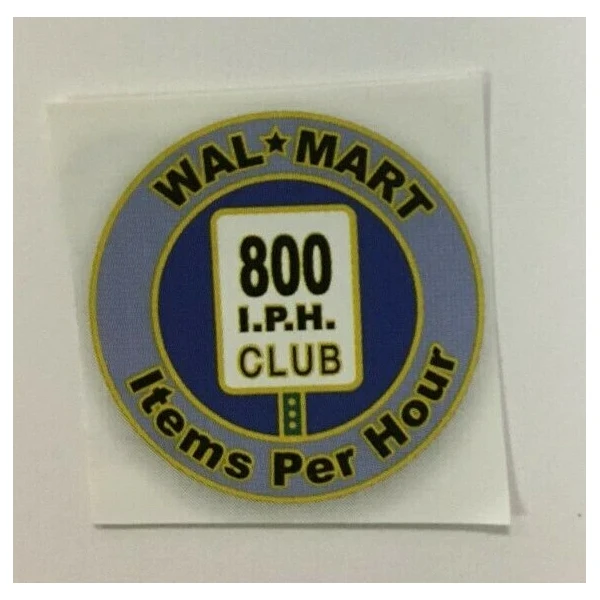 WAL★MART
800
I.P.H.
CLUB
Items Per Hour